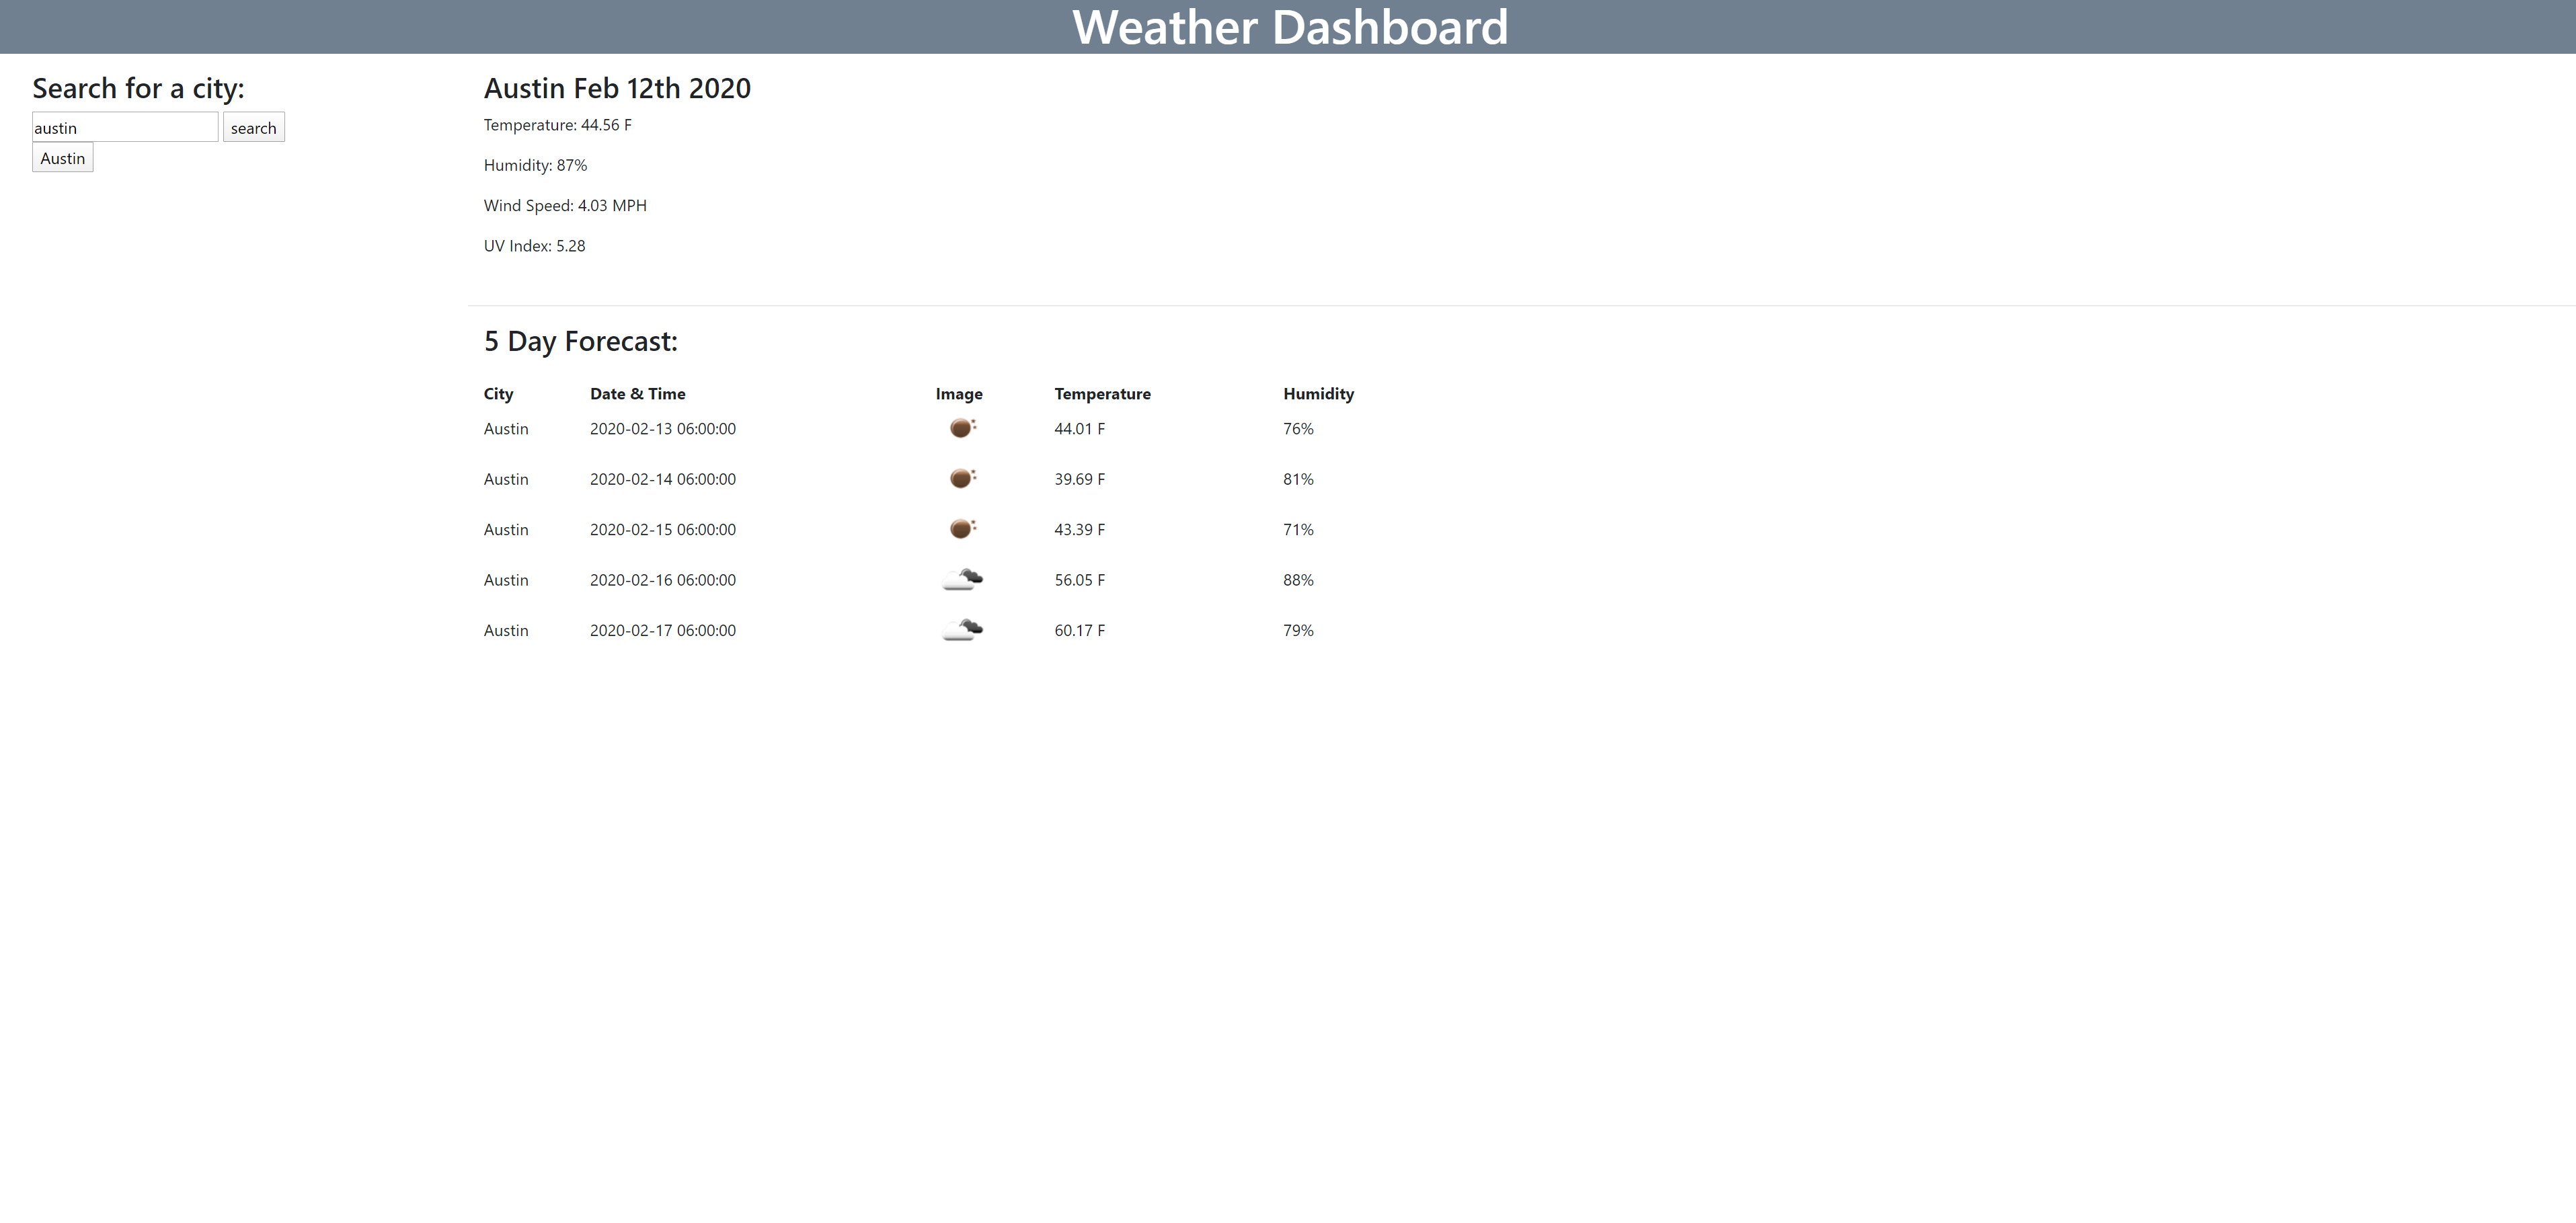 Weather Dashboard
Search for a city:
austin search
Austin
Austin Feb 12th 2020
Temperature: 44.56 F
Humidity: 87%
Wind Speed: 4.03 MPH
UV Index: 5.28
5 Day Forecast:
City Date & Time Image Temperature Humidity
Austin 2020-02-13 06:00:00 44.01 F 76%
Austin 2020-02-14 06:00:00 39.69 F 81%
Austin 2020-02-15 06:00:00 43.39 F 71%
Austin 2020-02-16 06:00:00 56.05 F 88%
Austin 2020-02-17 06:00:00 60.17 F 79%